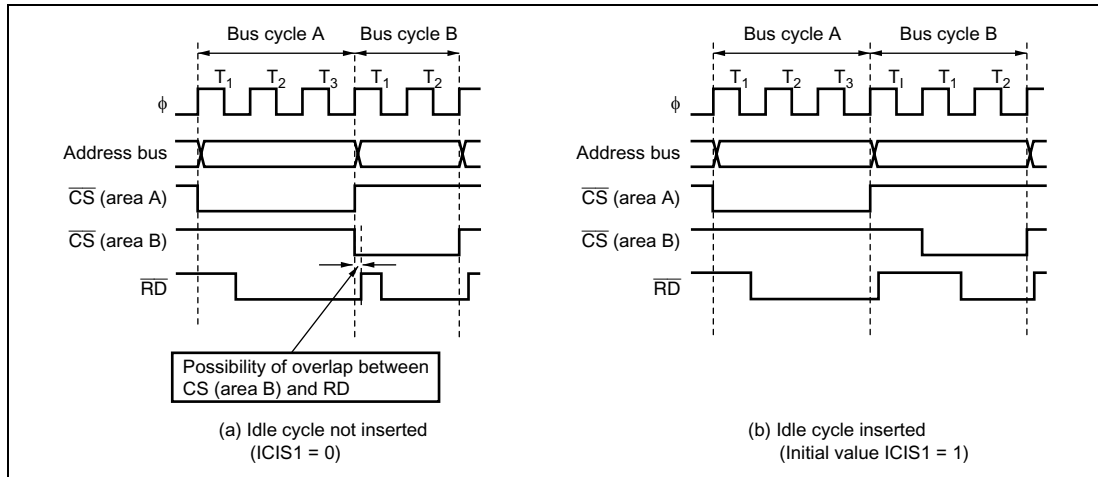 Bus cycle A Bus cycle B
T1 T2 T3 T1 T2
ϕ
Address bus
CS (area A)
CS (area B)
RD
Possibility of overlap between
CS (area B) and RD
(a) Idle cycle not inserted
(ICIS1 = 0)
Bus cycle A Bus cycle B
T1 T2 T3 TI T1 T2
ϕ
Address bus
CS (area A)
CS (area B)
RD
(b) Idle cycle inserted
(Initial value ICIS1 = 1)